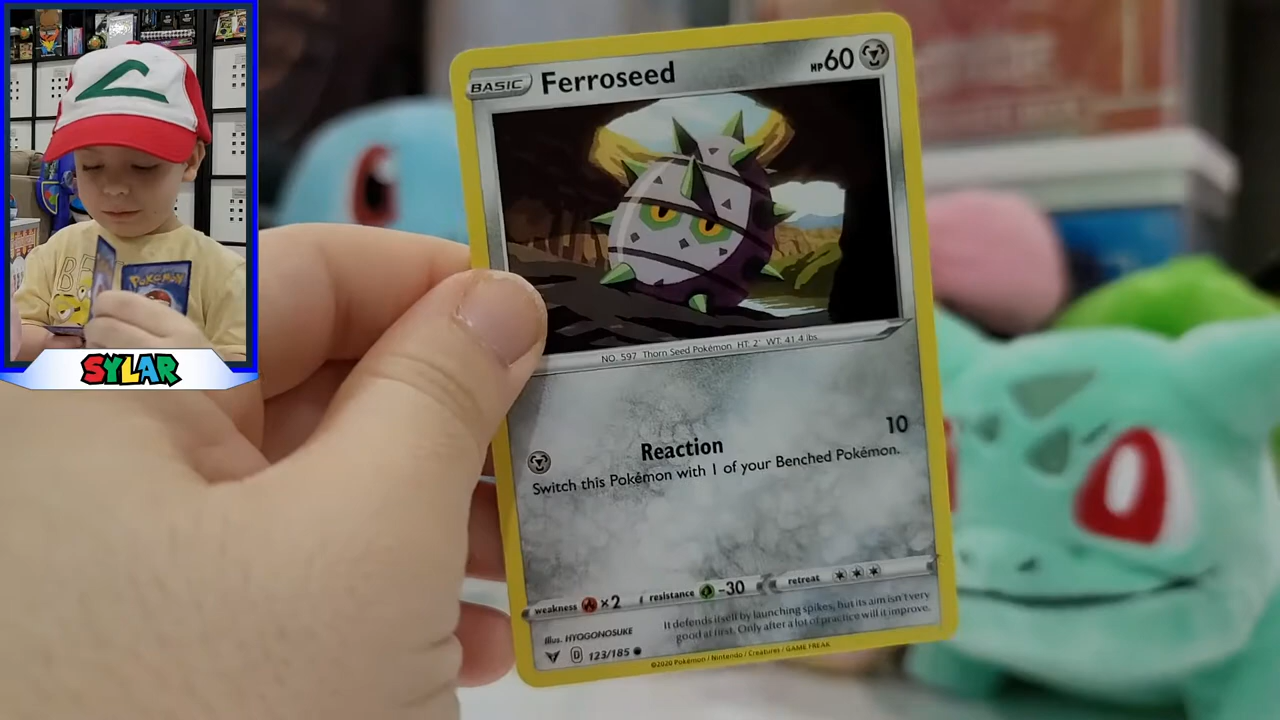 BASIC Ferroseed HP 60
NO. 597 Thorn Seed Pokémon HT. 2' WT. 41.4 lbs
Reaction 10
Switch this Pokémon with 1 of your Benched Pokémon.
weakness ×2 resistance -30 retreat
It defends itself by launching spikes, but its aim isn't very
good at first. Only after a lot of practice will it improve.
Illus. HYOGONOSUKE
D 123/185
©2020 Pokémon / Nintendo / Creatures / GAME FREAK
POKéMON
SYLAR